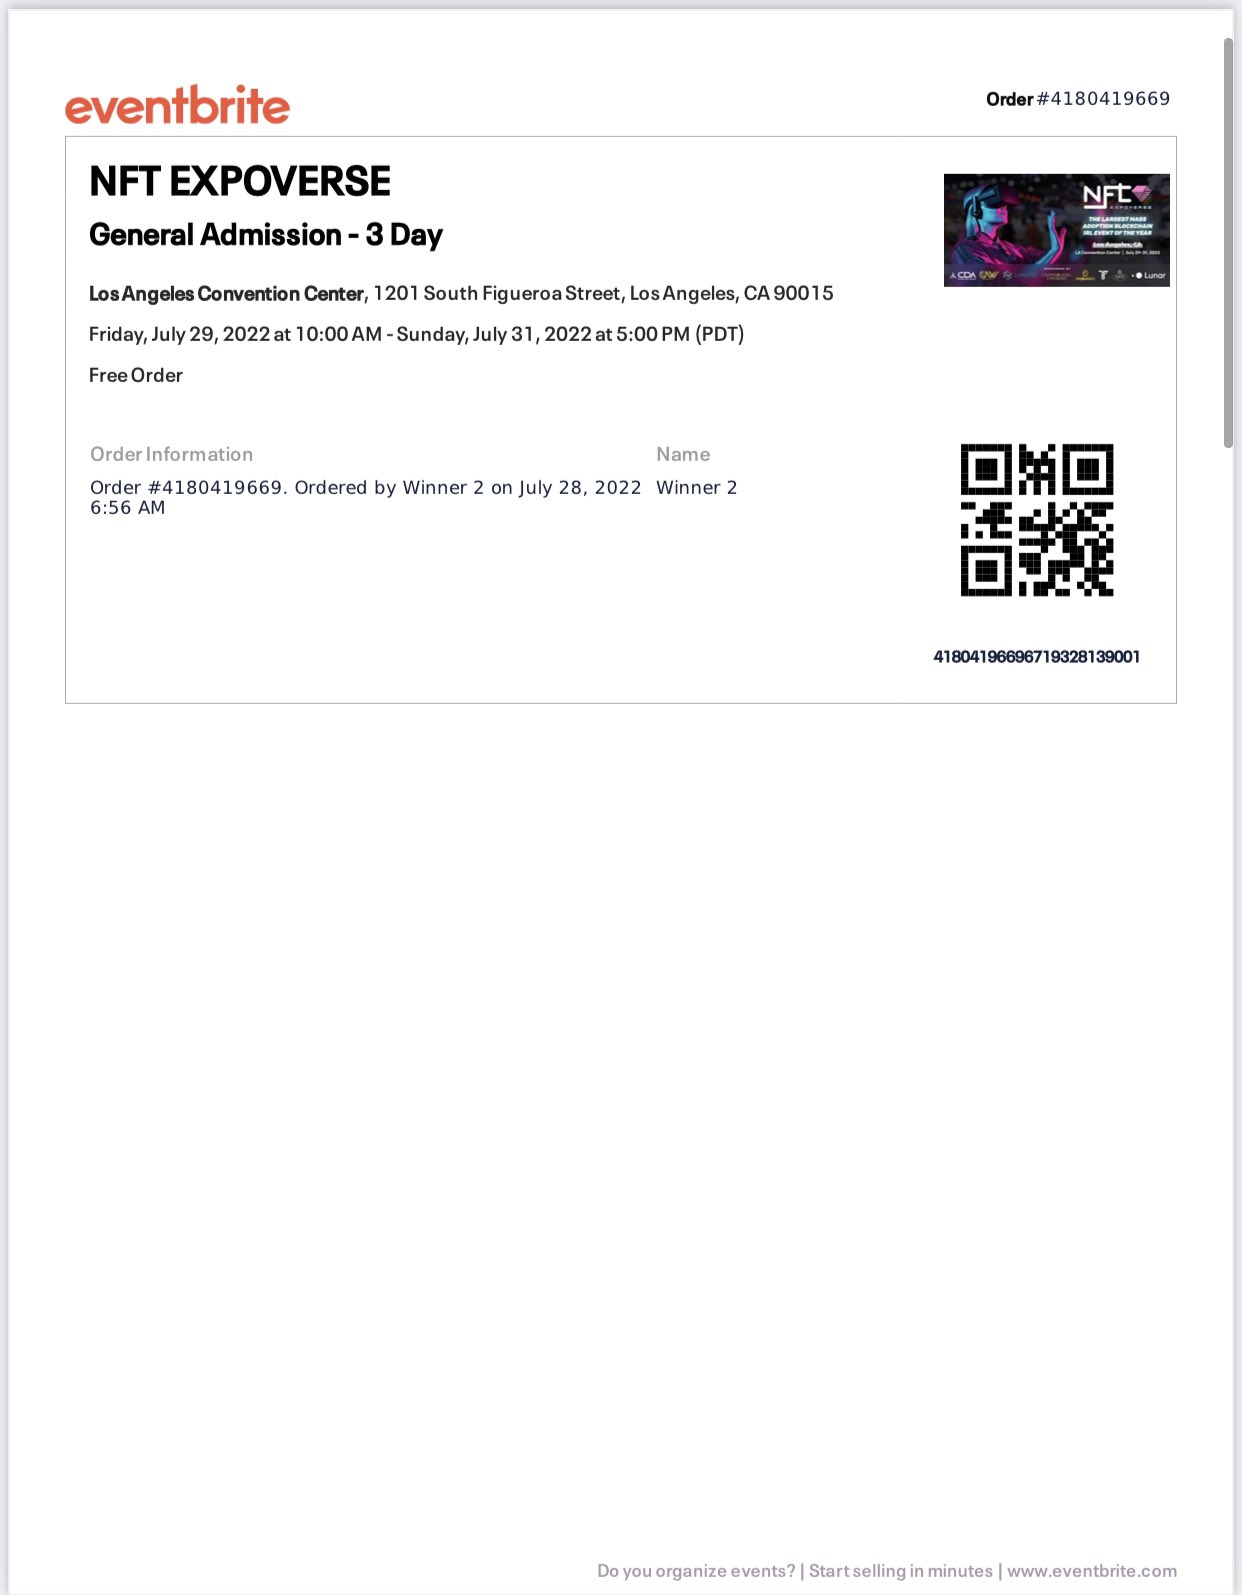 eventbrite
Order #4180419669
NFT EXPOVERSE
General Admission - 3 Day
Los Angeles Convention Center, 1201 South Figueroa Street, Los Angeles, CA 90015
Friday, July 29, 2022 at 10:00 AM - Sunday, July 31, 2022 at 5:00 PM (PDT)
Free Order
NFT
EXPOVERSE
THE LARGEST MASS
ADOPTION BLOCKCHAIN
IRL EVENT OF THE YEAR
Los Angeles, CA
LA Convention Center | July 29-31, 2022
CDA
Lunar
Order Information
Name
Order #4180419669. Ordered by Winner 2 on July 28, 2022
6:56 AM
Winner 2
41804196696719328139001
Do you organize events? | Start selling in minutes | www.eventbrite.com